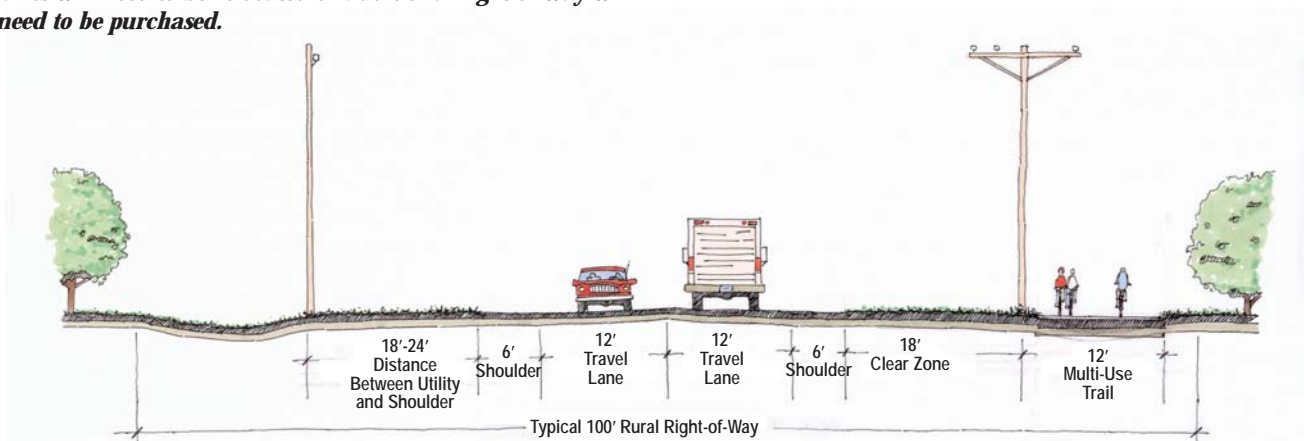 need to be purchased.
18'-24'
Distance
Between Utility
and Shoulder
6'
Shoulder
12'
Travel
Lane
12'
Travel
Lane
6'
Shoulder
18'
Clear Zone
12'
Multi-Use
Trail
Typical 100' Rural Right-of-Way